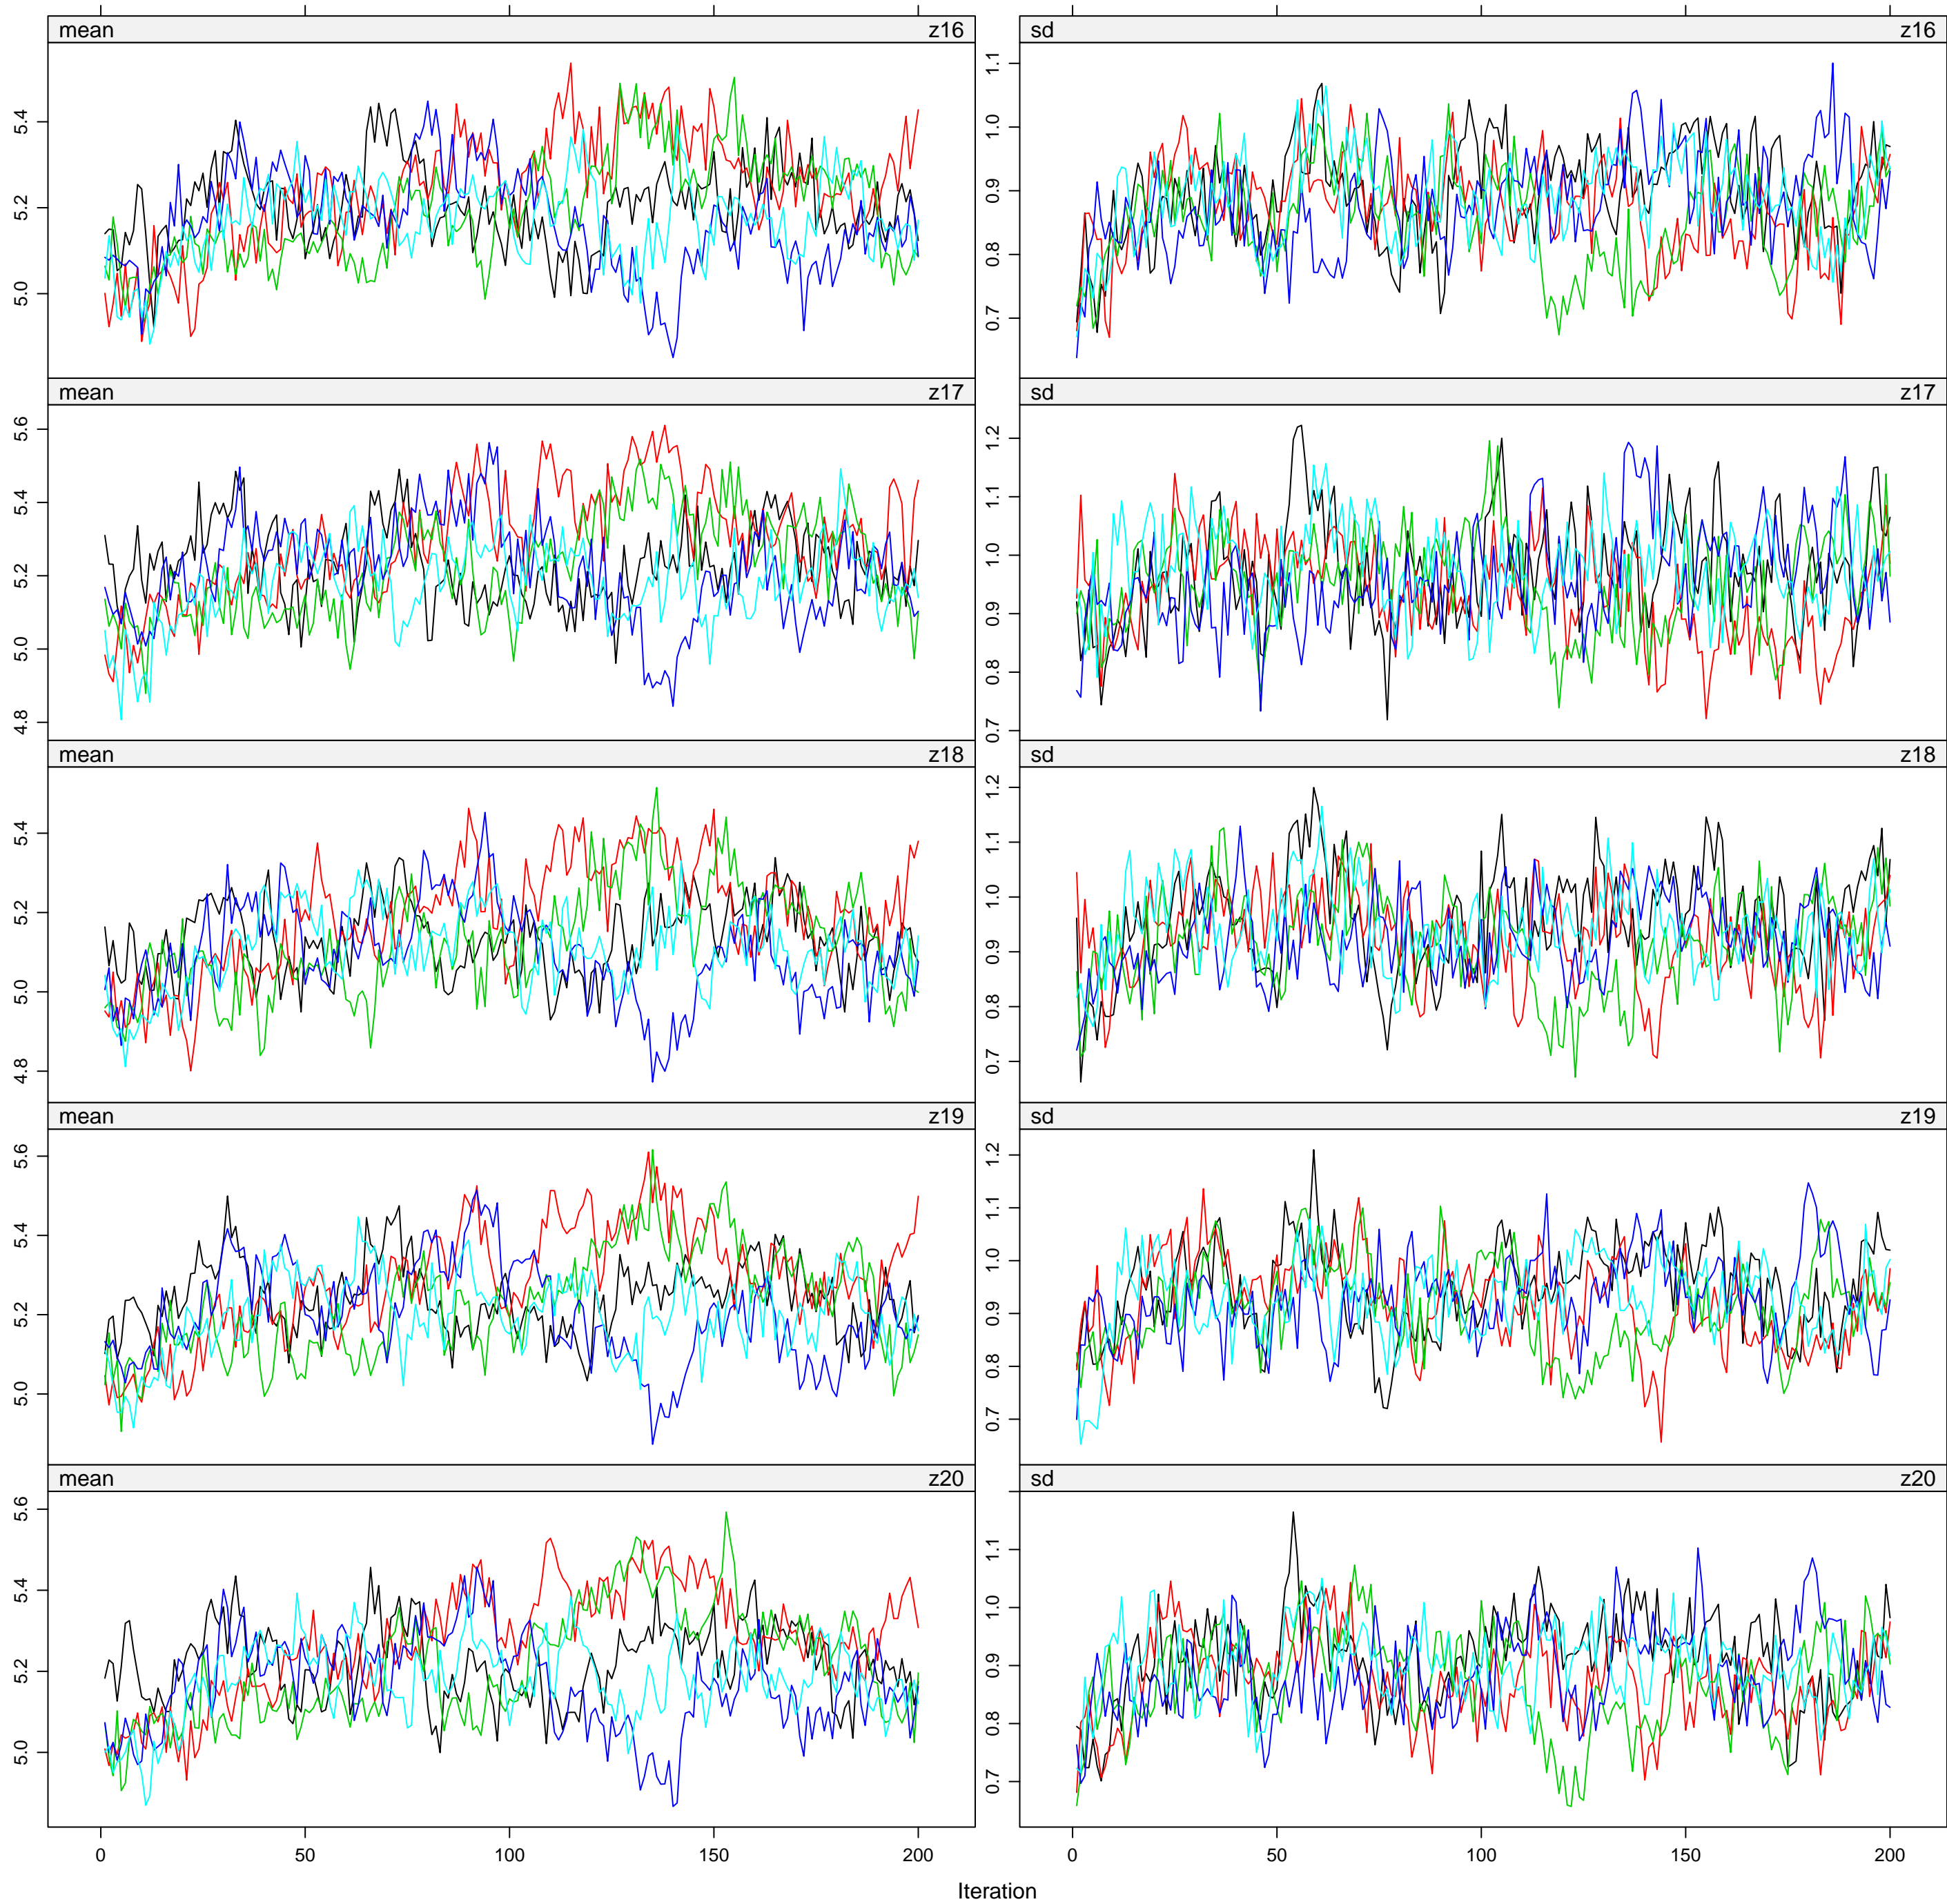 mean z16 sd z16
5.0 5.2 5.4
0.7 0.8 0.9 1.0 1.1
mean z17 sd z17
4.8 5.0 5.2 5.4 5.6
0.7 0.8 0.9 1.0 1.1 1.2
mean z18 sd z18
4.8 5.0 5.2 5.4
0.7 0.8 0.9 1.0 1.1 1.2
mean z19 sd z19
5.0 5.2 5.4 5.6
0.7 0.8 0.9 1.0 1.1 1.2
mean z20 sd z20
5.0 5.2 5.4 5.6
0.7 0.8 0.9 1.0 1.1
0 50 100 150 200 0 50 100 150 200
Iteration